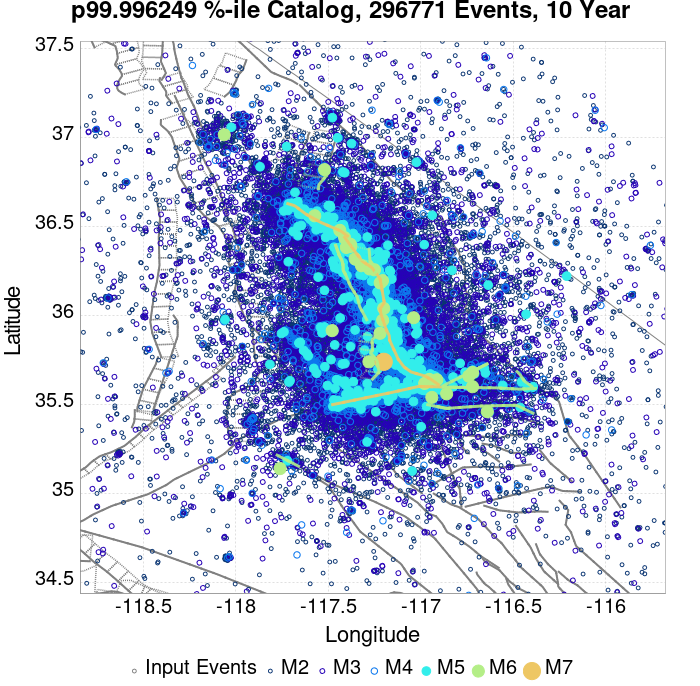 p99.996249 %-ile Catalog, 296771 Events, 10 Year
37.5
37
36.5
36
35.5
35
34.5
Latitude
-118.5 -118 -117.5 -117 -116.5 -116
Longitude
Input Events M2 M3 M4 M5 M6 M7